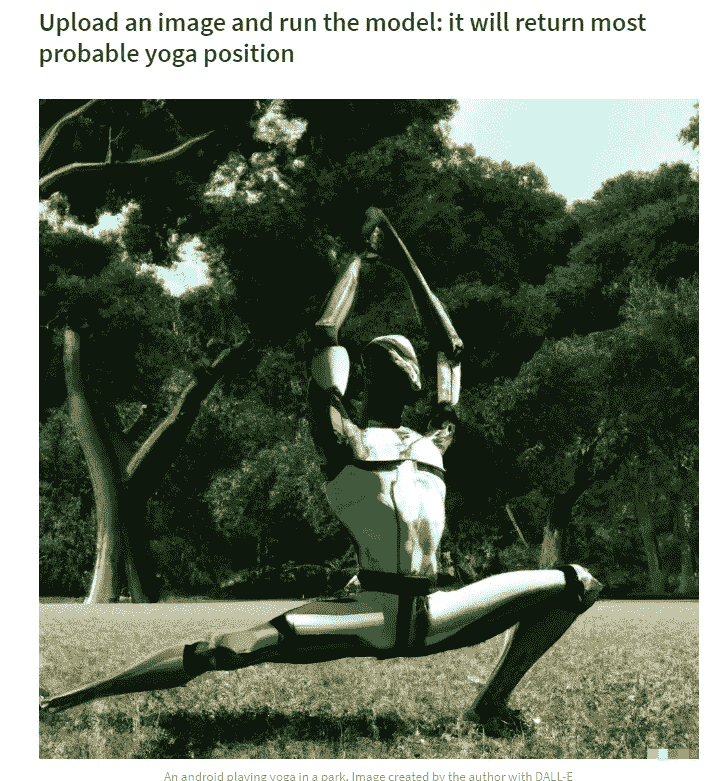 Upload an image and run the model: it will return most
probable yoga position
An android playing yoga in a park. Image created by the author with DALL-E